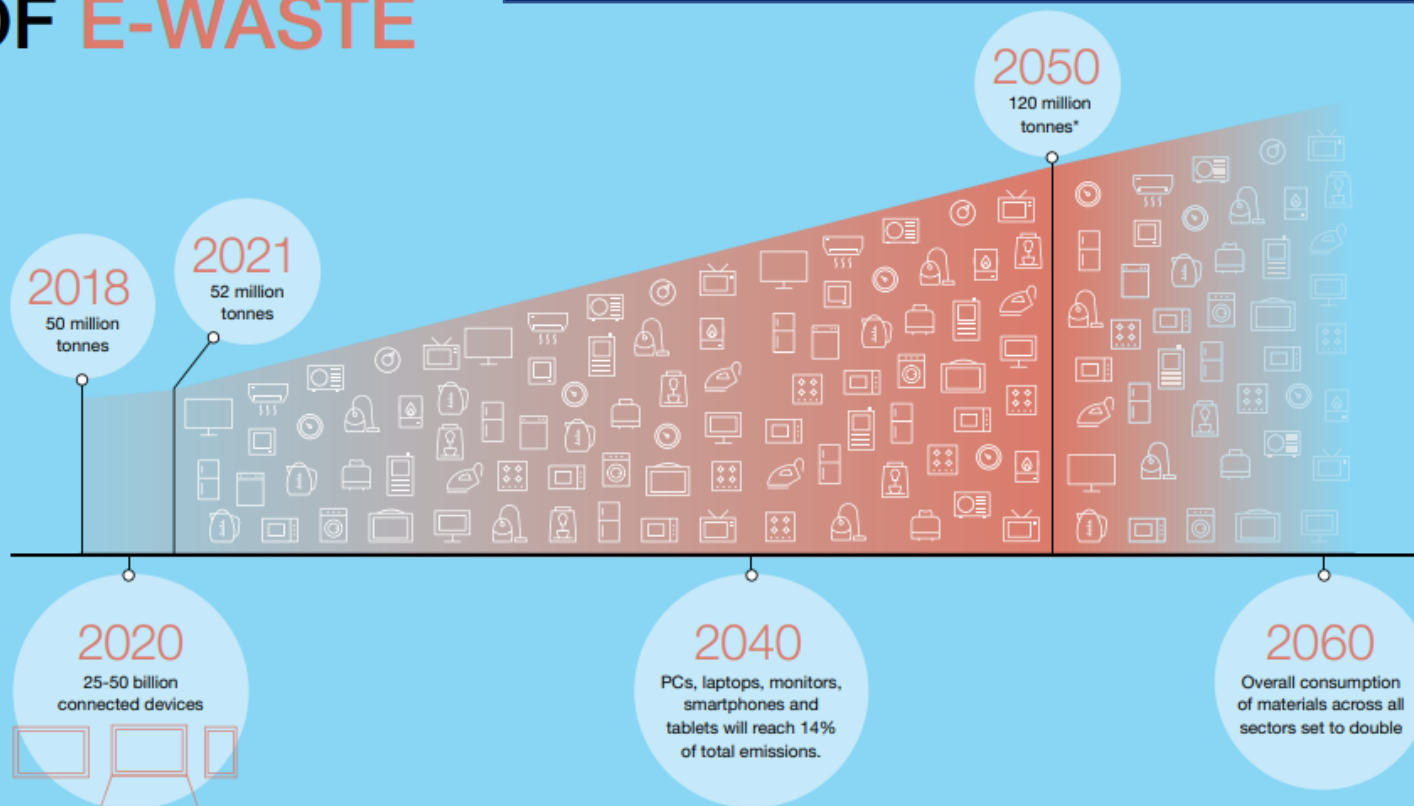 OF E-WASTE
2050
120 million
tonnes*
2021
52 million
tonnes
2018
50 million
tonnes
2020
25-50 billion
connected devices
2040
PCs, laptops, monitors,
smartphones and
tablets will reach 14%
of total emissions.
2060
Overall consumption
of materials across all
sectors set to double